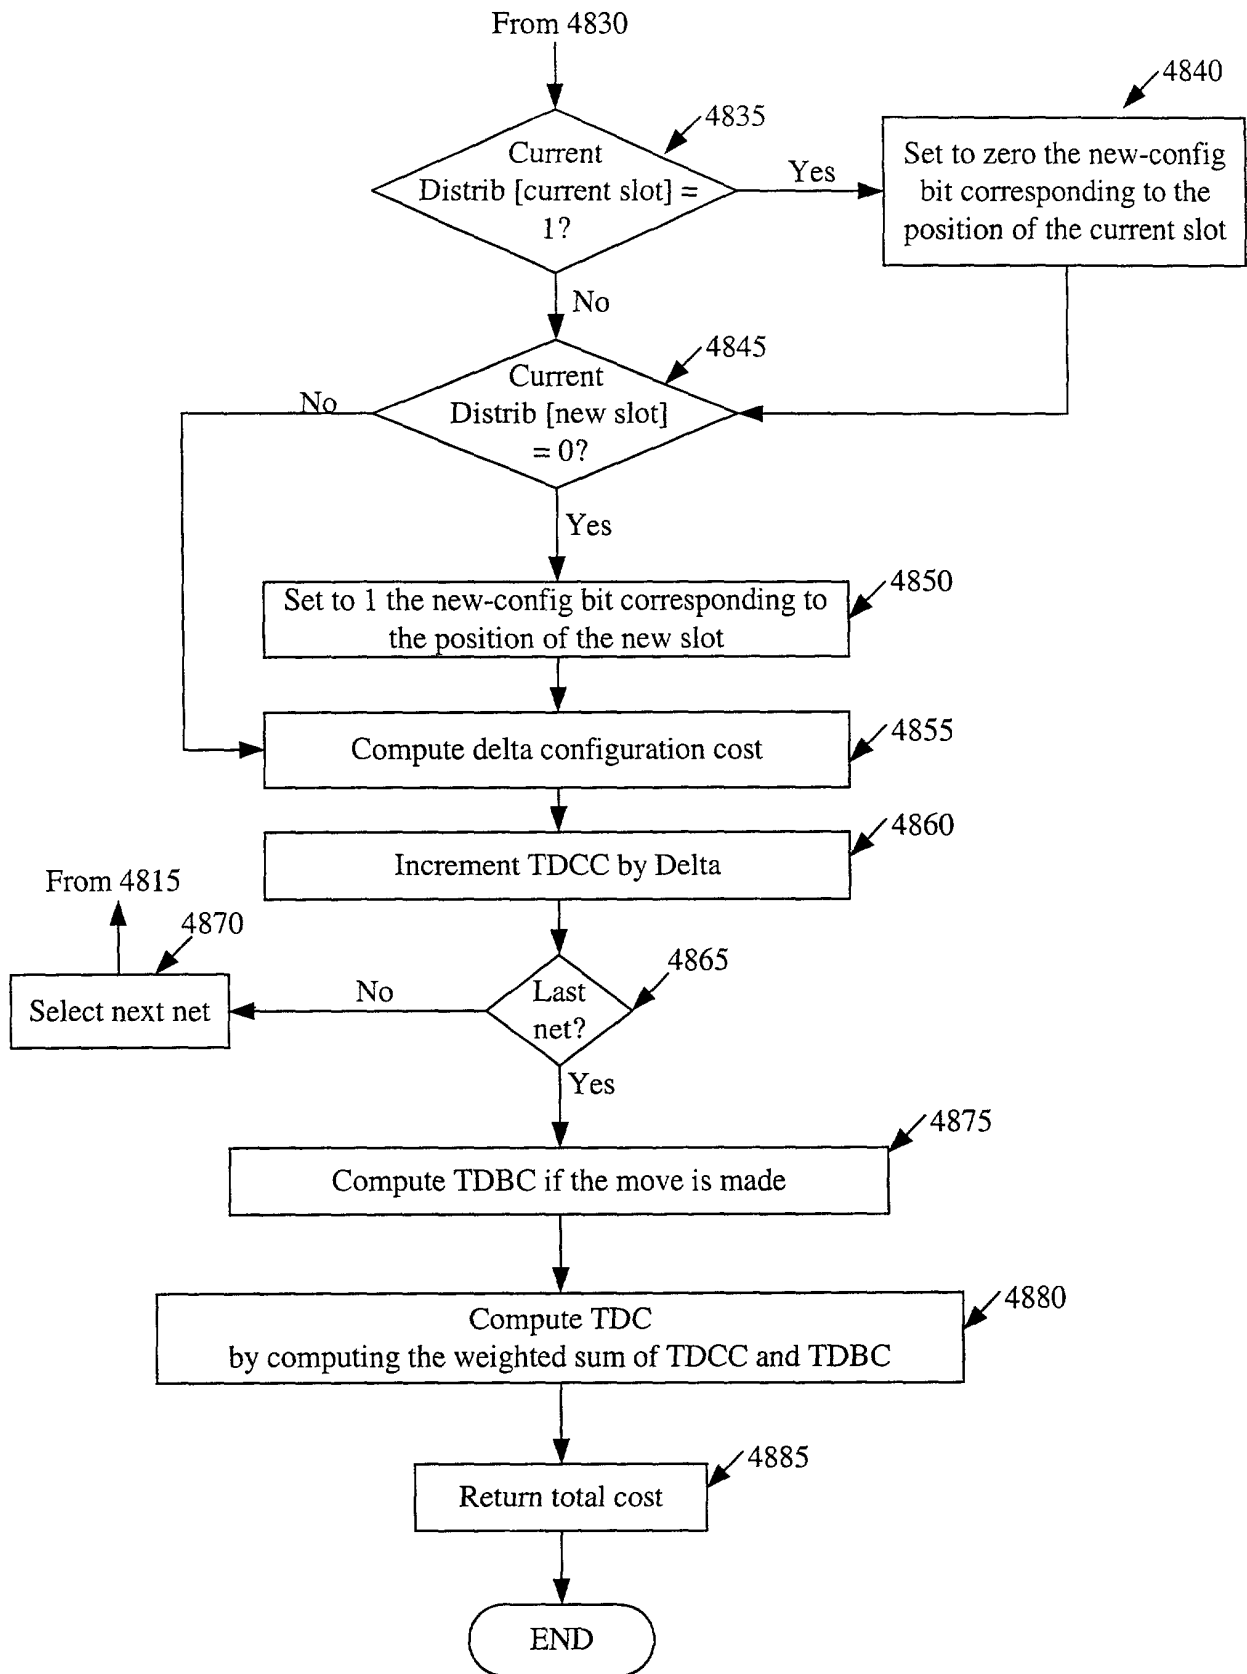 From 4830
4840
4835
Current
Distrib [current slot] =
1?
Yes
Set to zero the new-config
bit corresponding to the
position of the current slot
No
4845
Current
Distrib [new slot]
= 0?
No
Yes
4850
Set to 1 the new-config bit corresponding to
the position of the new slot
4855
Compute delta configuration cost
4860
Increment TDCC by Delta
From 4815
4870
4865
Last
net?
No
Select next net
Yes
4875
Compute TDBC if the move is made
4880
Compute TDC
by computing the weighted sum of TDCC and TDBC
4885
Return total cost
END